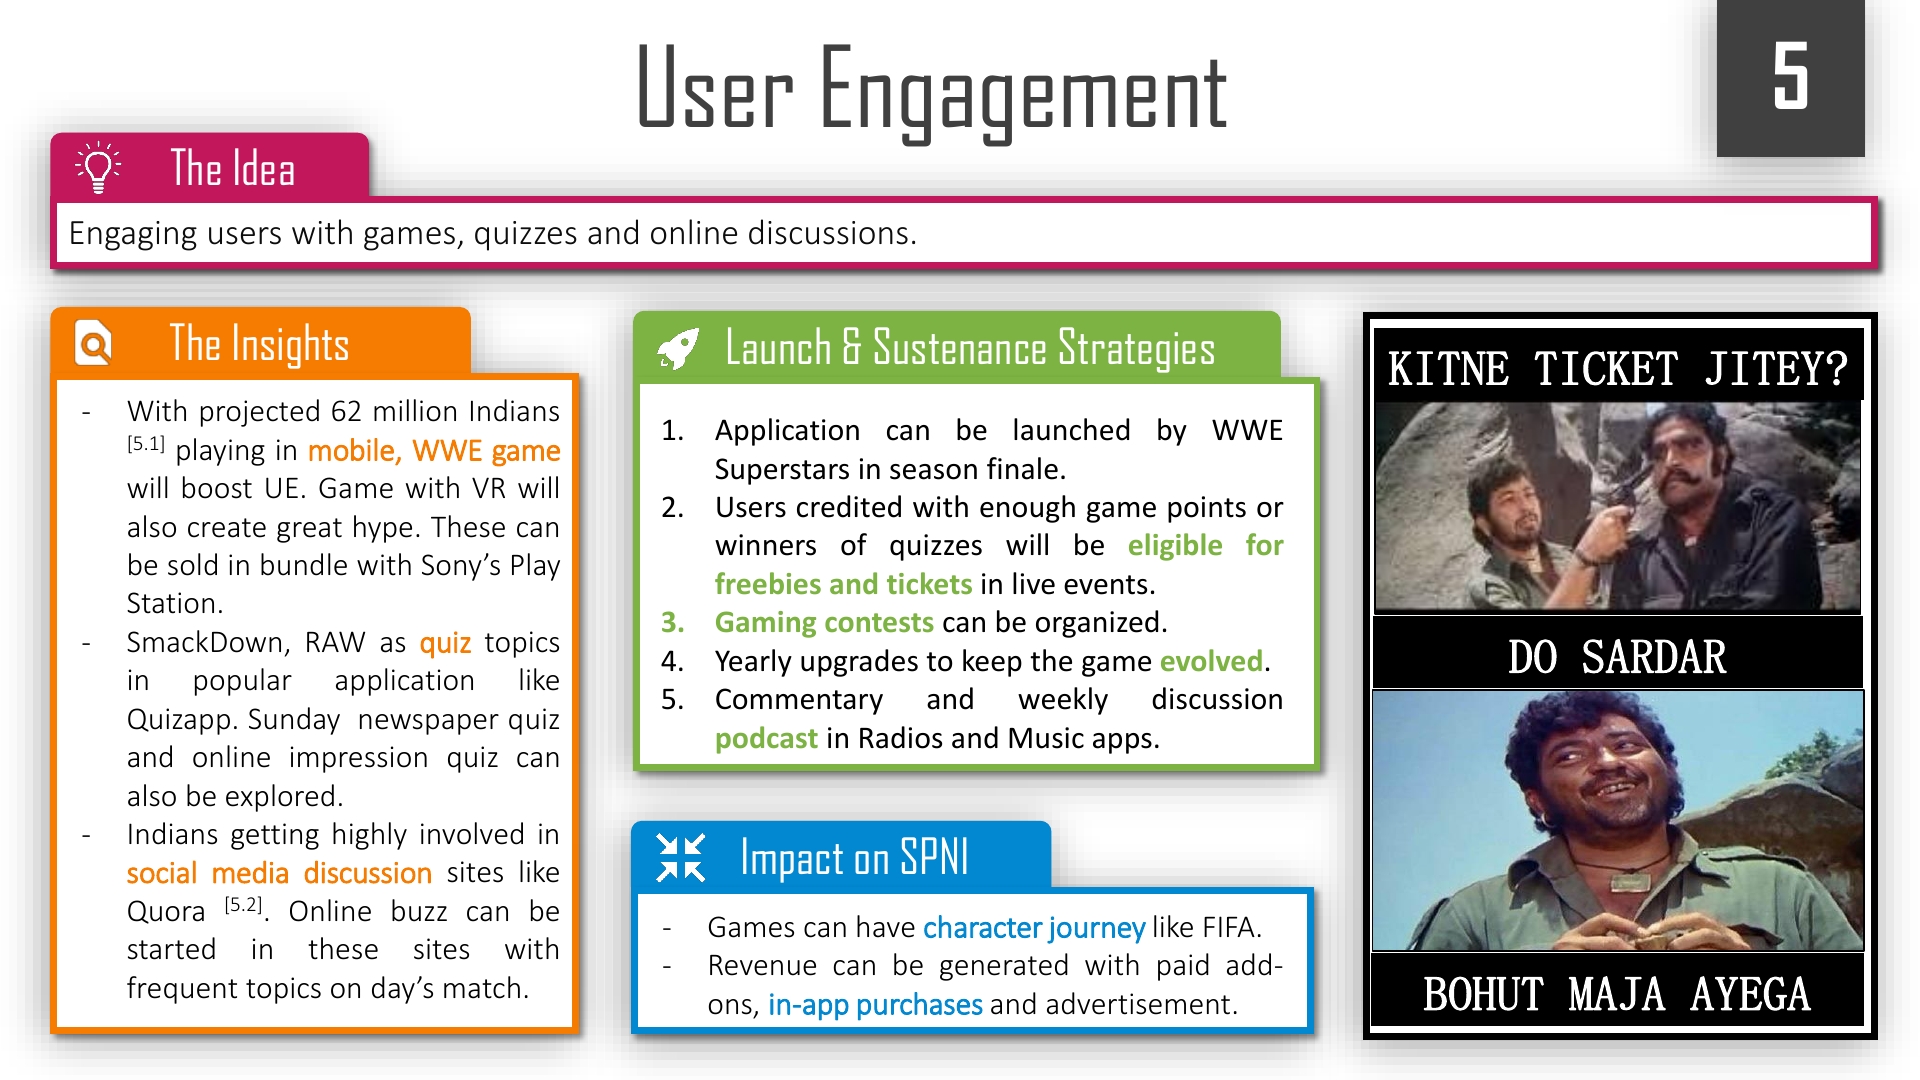 User Engagement
5
The Idea
Engaging users with games, quizzes and online discussions.
The Insights
- With projected 62 million Indians
[5.1] playing in mobile, WWE game
will boost UE. Game with VR will
also create great hype. These can
be sold in bundle with Sony’s Play
Station.
- SmackDown, RAW as quiz topics
in popular application like
Quizapp. Sunday newspaper quiz
and online impression quiz can
also be explored.
- Indians getting highly involved in
social media discussion sites like
Quora [5.2]. Online buzz can be
started in these sites with
frequent topics on day’s match.
Launch & Sustenance Strategies
1. Application can be launched by WWE
Superstars in season finale.
2. Users credited with enough game points or
winners of quizzes will be eligible for
freebies and tickets in live events.
3. Gaming contests can be organized.
4. Yearly upgrades to keep the game evolved.
5. Commentary and weekly discussion
podcast in Radios and Music apps.
Impact on SPNI
- Games can have character journey like FIFA.
- Revenue can be generated with paid add-
ons, in-app purchases and advertisement.
KITNE TICKET JITEY?
DO SARDAR
BOHUT MAJA AYEGA